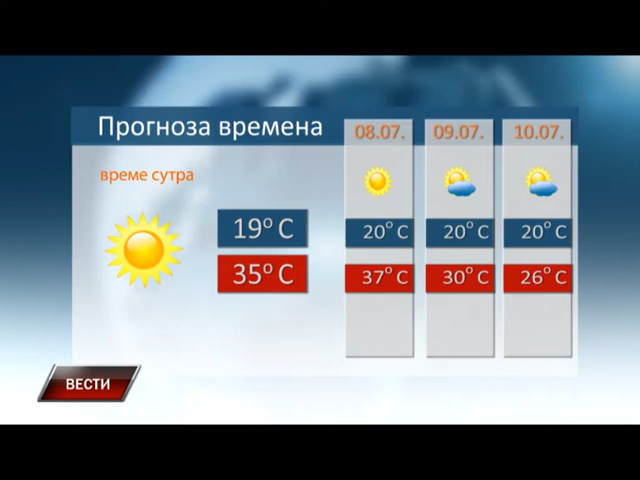 Прогноза времена
време сутра
19° C
35° C
08.07.
20° C
37° C
09.07.
20° C
30° C
10.07.
20° C
26° C
ВЕСТИ